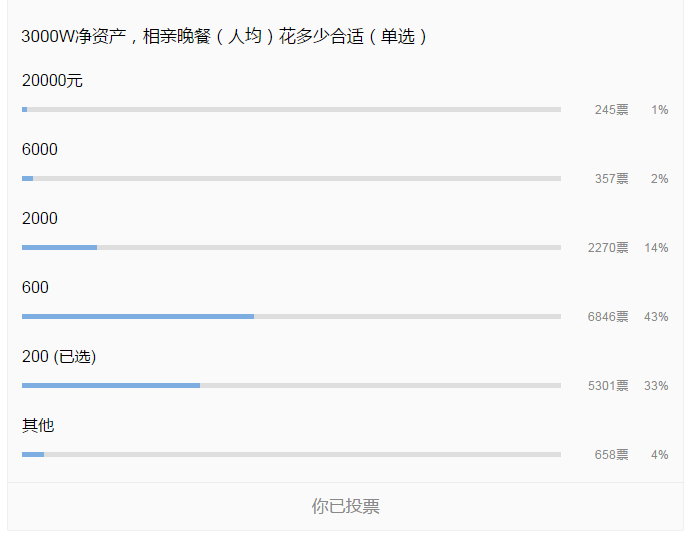 3000W净资产，相亲晚餐（人均）花多少合适（单选）
20000元
245票 1%
6000
357票 2%
2000
2270票 14%
600
6846票 43%
200 (已选)
5301票 33%
其他
658票 4%
你已投票